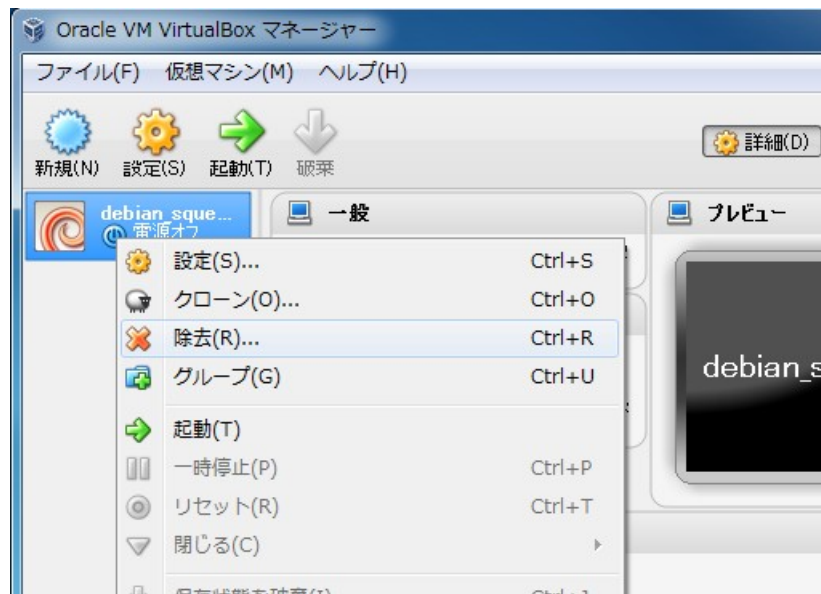 Oracle VM VirtualBox マネージャー
ファイル(F) 仮想マシン(M) ヘルプ(H)
新規(N) 設定(S) 起動(T) 破棄
詳細(D)
debian_sque...
電源オフ
一般
プレビュー
設定(S)... Ctrl+S
クローン(O)... Ctrl+O
除去(R)... Ctrl+R
グループ(G) Ctrl+U
起動(T)
一時停止(P) Ctrl+P
リセット(R) Ctrl+T
閉じる(C)
debian_s